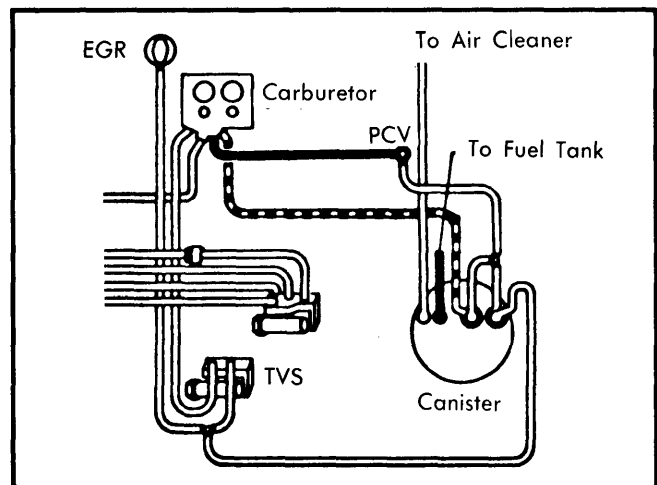 To Air Cleaner
EGR
Carburetor
PCV
To Fuel Tank
TVS
Canister